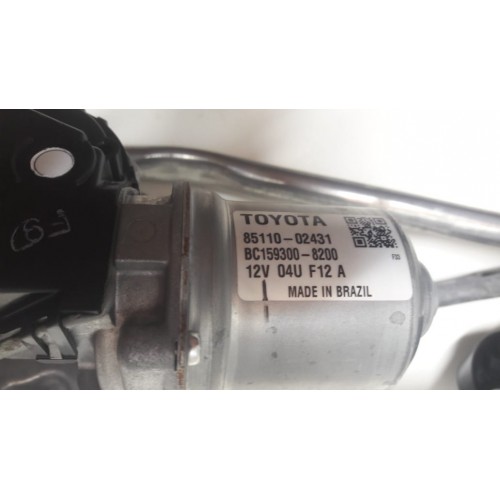 TOYOTA
85110-02431
BC159300-8200
12V 04U F12 A
MADE IN BRAZIL